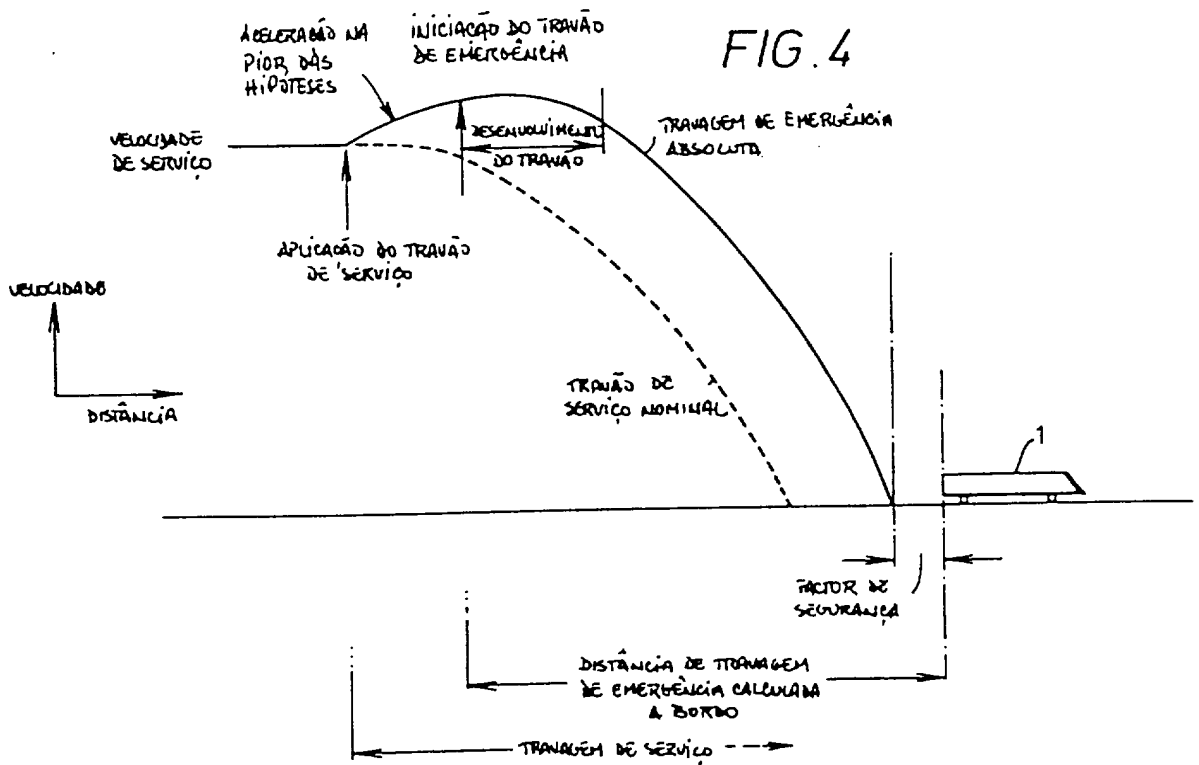 FIG. 4
ACELERAÇÃO NA
PIOR DAS
HIPÓTESES
INICIAÇÃO DO TRAVÃO
DE EMERGÊNCIA
VELOCIDADE
DE SERVIÇO
DESENVOLVIMENTO
DO TRAVÃO
TRAVAGEM DE EMERGÊNCIA
ABSOLUTA
APLICAÇÃO DO TRAVÃO
DE SERVIÇO
VELOCIDADE
DISTÂNCIA
TRAVÃO DE
SERVIÇO NOMINAL
1
FACTOR DE
SEGURANÇA
DISTÂNCIA DE TRAVAGEM
DE EMERGÊNCIA CALCULADA
A BORDO
TRAVAGEM DE SERVIÇO